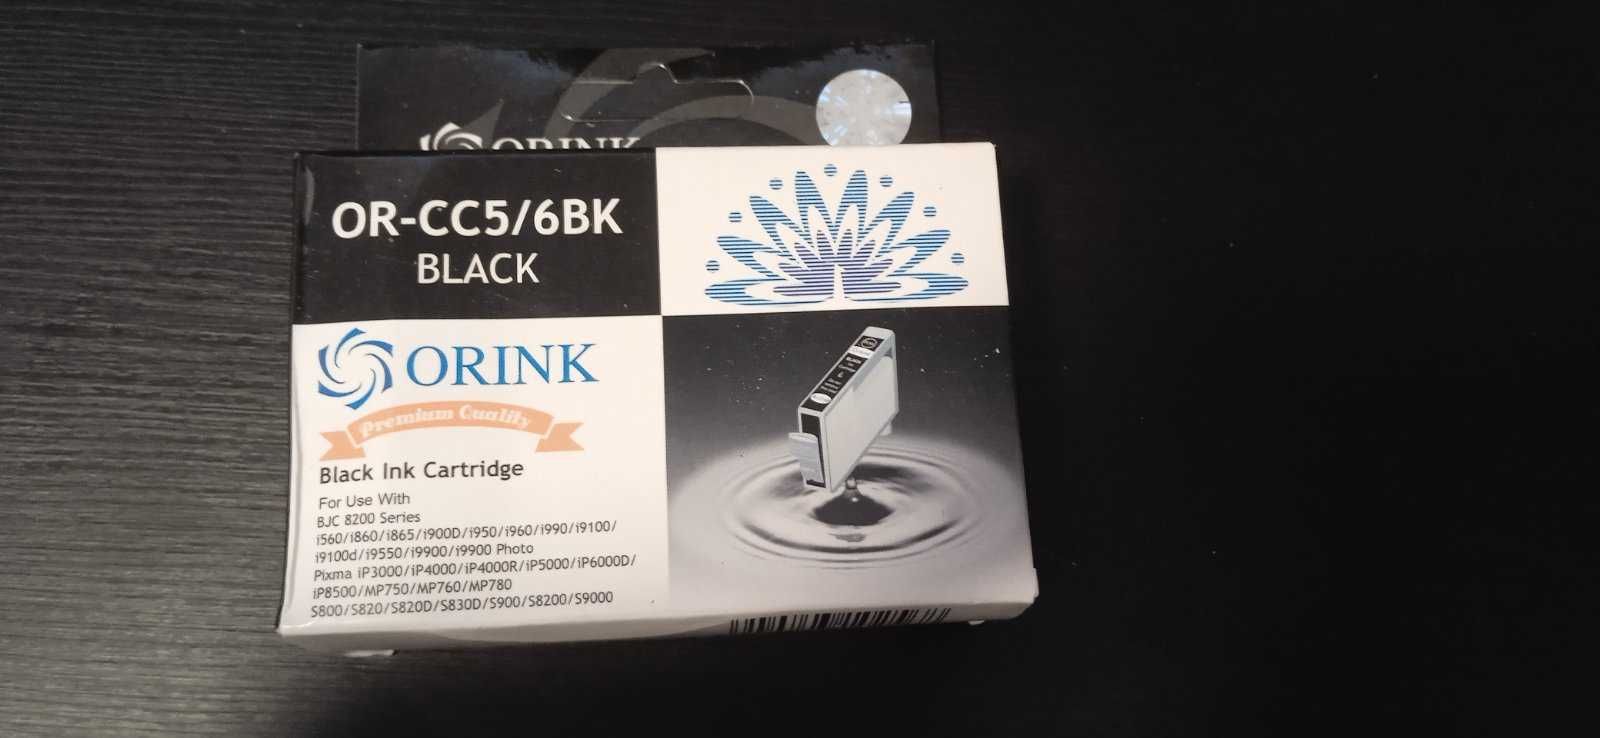 ORINK
OR-CC5/6BK
BLACK
ORINK
Premium Quality
Black Ink Cartridge
For Use With
BJC 8200 Series
i560/i860/i865/i900D/i950/i960/i990/i9100/
i9100d/i9550/i9900/i9900 Photo
Pixma iP3000/iP4000/iP4000R/iP5000/iP6000D/
iP8500/MP750/MP760/MP780
S800/S820/S820D/S830D/S900/S8200/S9000
BLACK